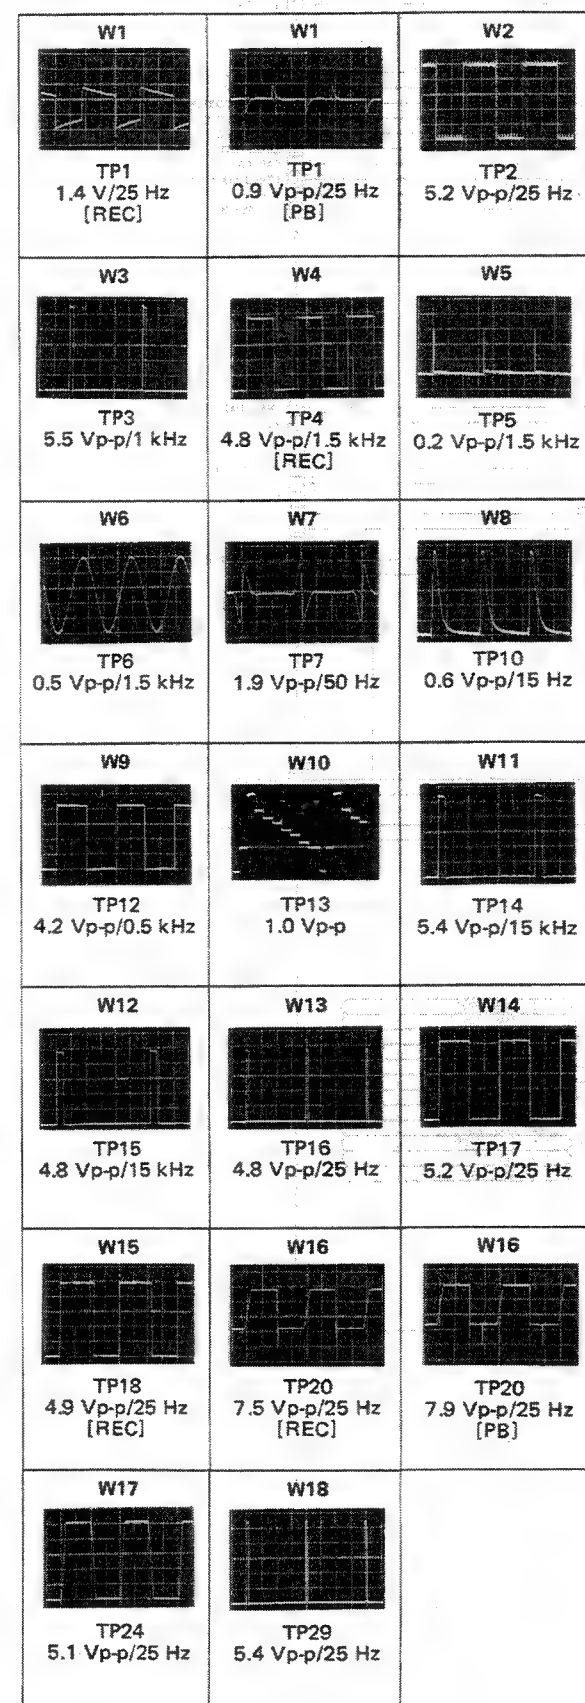 W1
TP1
1.4 V/25 Hz
[REC]
W1
TP1
0.9 Vp-p/25 Hz
[PB]
W2
TP2
5.2 Vp-p/25 Hz
W3
TP3
5.5 Vp-p/1 kHz
W4
TP4
4.8 Vp-p/1.5 kHz
[REC]
W5
TP5
0.2 Vp-p/1.5 kHz
W6
TP6
0.5 Vp-p/1.5 kHz
W7
TP7
1.9 Vp-p/50 Hz
W8
TP10
0.6 Vp-p/15 Hz
W9
TP12
4.2 Vp-p/0.5 kHz
W10
TP13
1.0 Vp-p
W11
TP14
5.4 Vp-p/15 kHz
W12
TP15
4.8 Vp-p/15 kHz
W13
TP16
4.8 Vp-p/25 Hz
W14
TP17
5.2 Vp-p/25 Hz
W15
TP18
4.9 Vp-p/25 Hz
[REC]
W16
TP20
7.5 Vp-p/25 Hz
[REC]
W16
TP20
7.9 Vp-p/25 Hz
[PB]
W17
TP24
5.1 Vp-p/25 Hz
W18
TP29
5.4 Vp-p/25 Hz